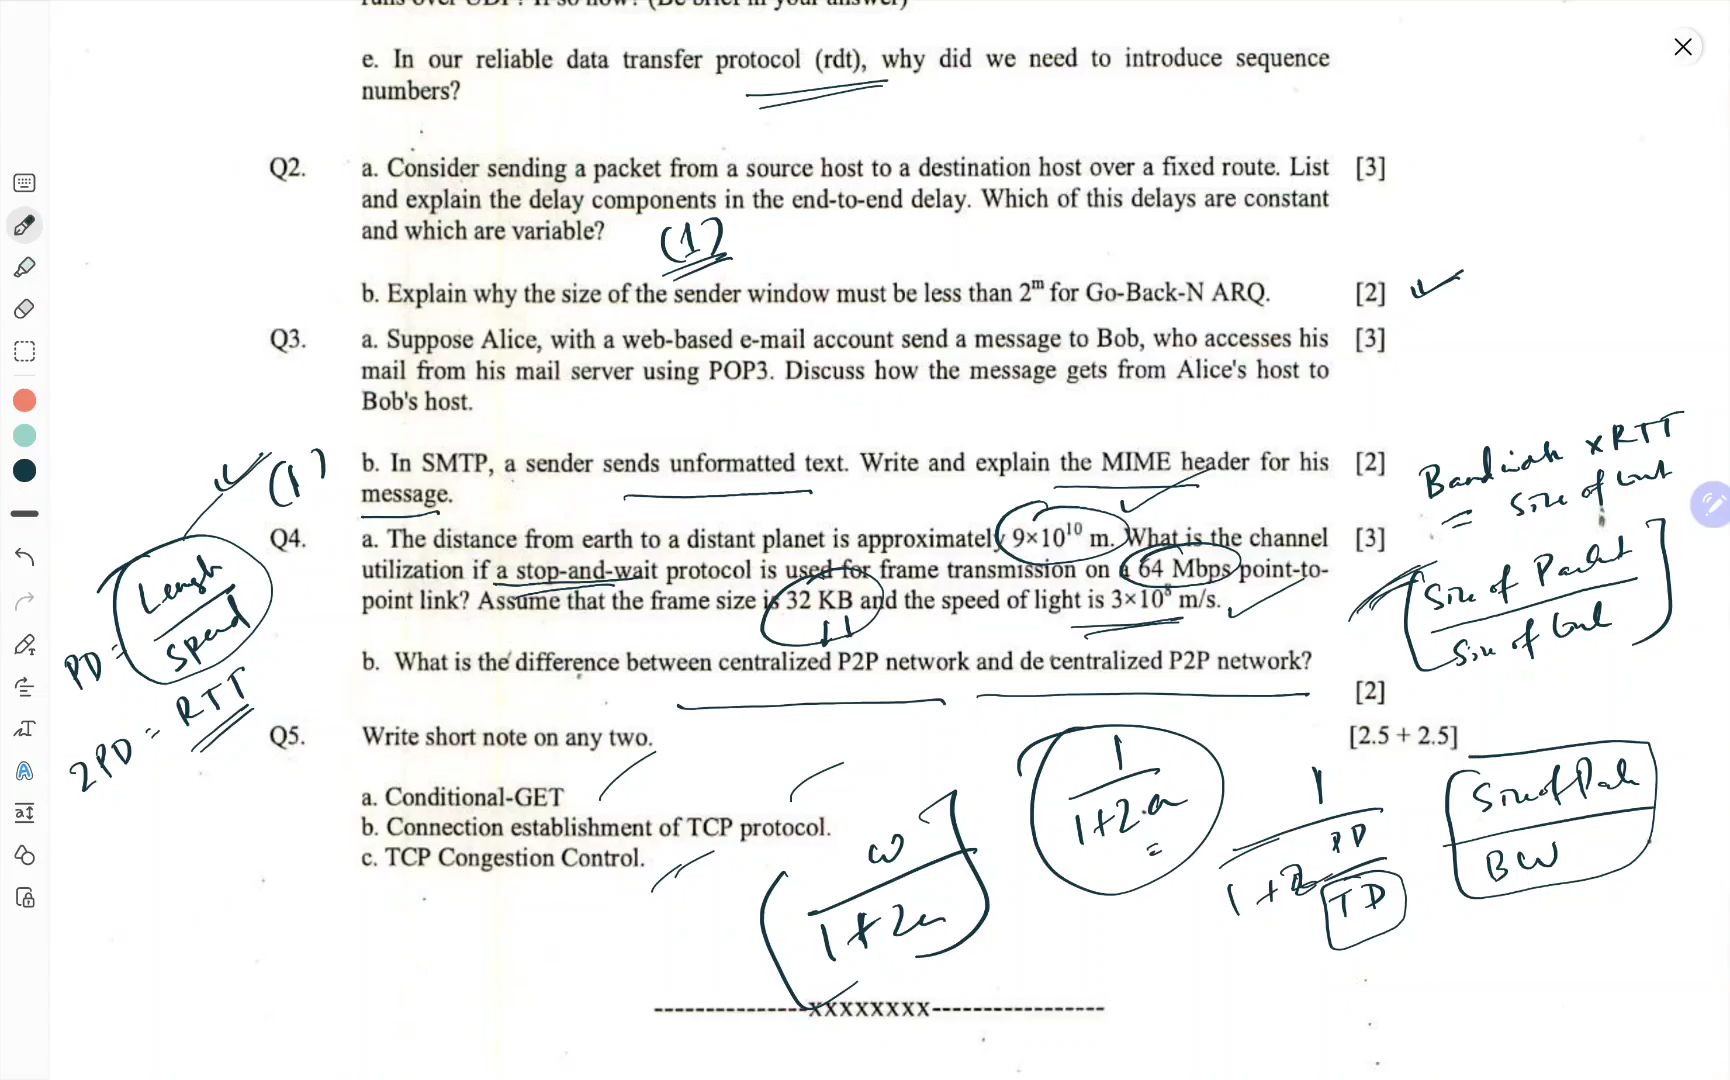 e. In our reliable data transfer protocol (rdt), why did we need to introduce sequence
numbers?
Q2. a. Consider sending a packet from a source host to a destination host over a fixed route. List [3]
and explain the delay components in the end-to-end delay. Which of this delays are constant
and which are variable?
(1)
b. Explain why the size of the sender window must be less than 2^m for Go-Back-N ARQ. [2]
Q3. a. Suppose Alice, with a web-based e-mail account send a message to Bob, who accesses his [3]
mail from his mail server using POP3. Discuss how the message gets from Alice's host to
Bob's host.
(1)
b. In SMTP, a sender sends unformatted text. Write and explain the MIME header for his [2]
message.
x RTT
= Size of
Q4. a. The distance from earth to a distant planet is approximately 9×10^10 m. What is the channel [3]
utilization if a stop-and-wait protocol is used for frame transmission on a 64 Mbps point-to-
point link? Assume that the frame size is 32 KB and the speed of light is 3×10^8 m/s.
Size of Packet
Size of
PD =
Length
Speed
2PD = RTT
b. What is the difference between centralized P2P network and de centralized P2P network?
[2]
Q5. Write short note on any two. [2.5 + 2.5]
a. Conditional-GET
b. Connection establishment of TCP protocol.
c. TCP Congestion Control.
1
1+2.a
=
1
1+2 PD
TD
Size of
BW
w
1+2a
------------------xxxxxxxx------------------